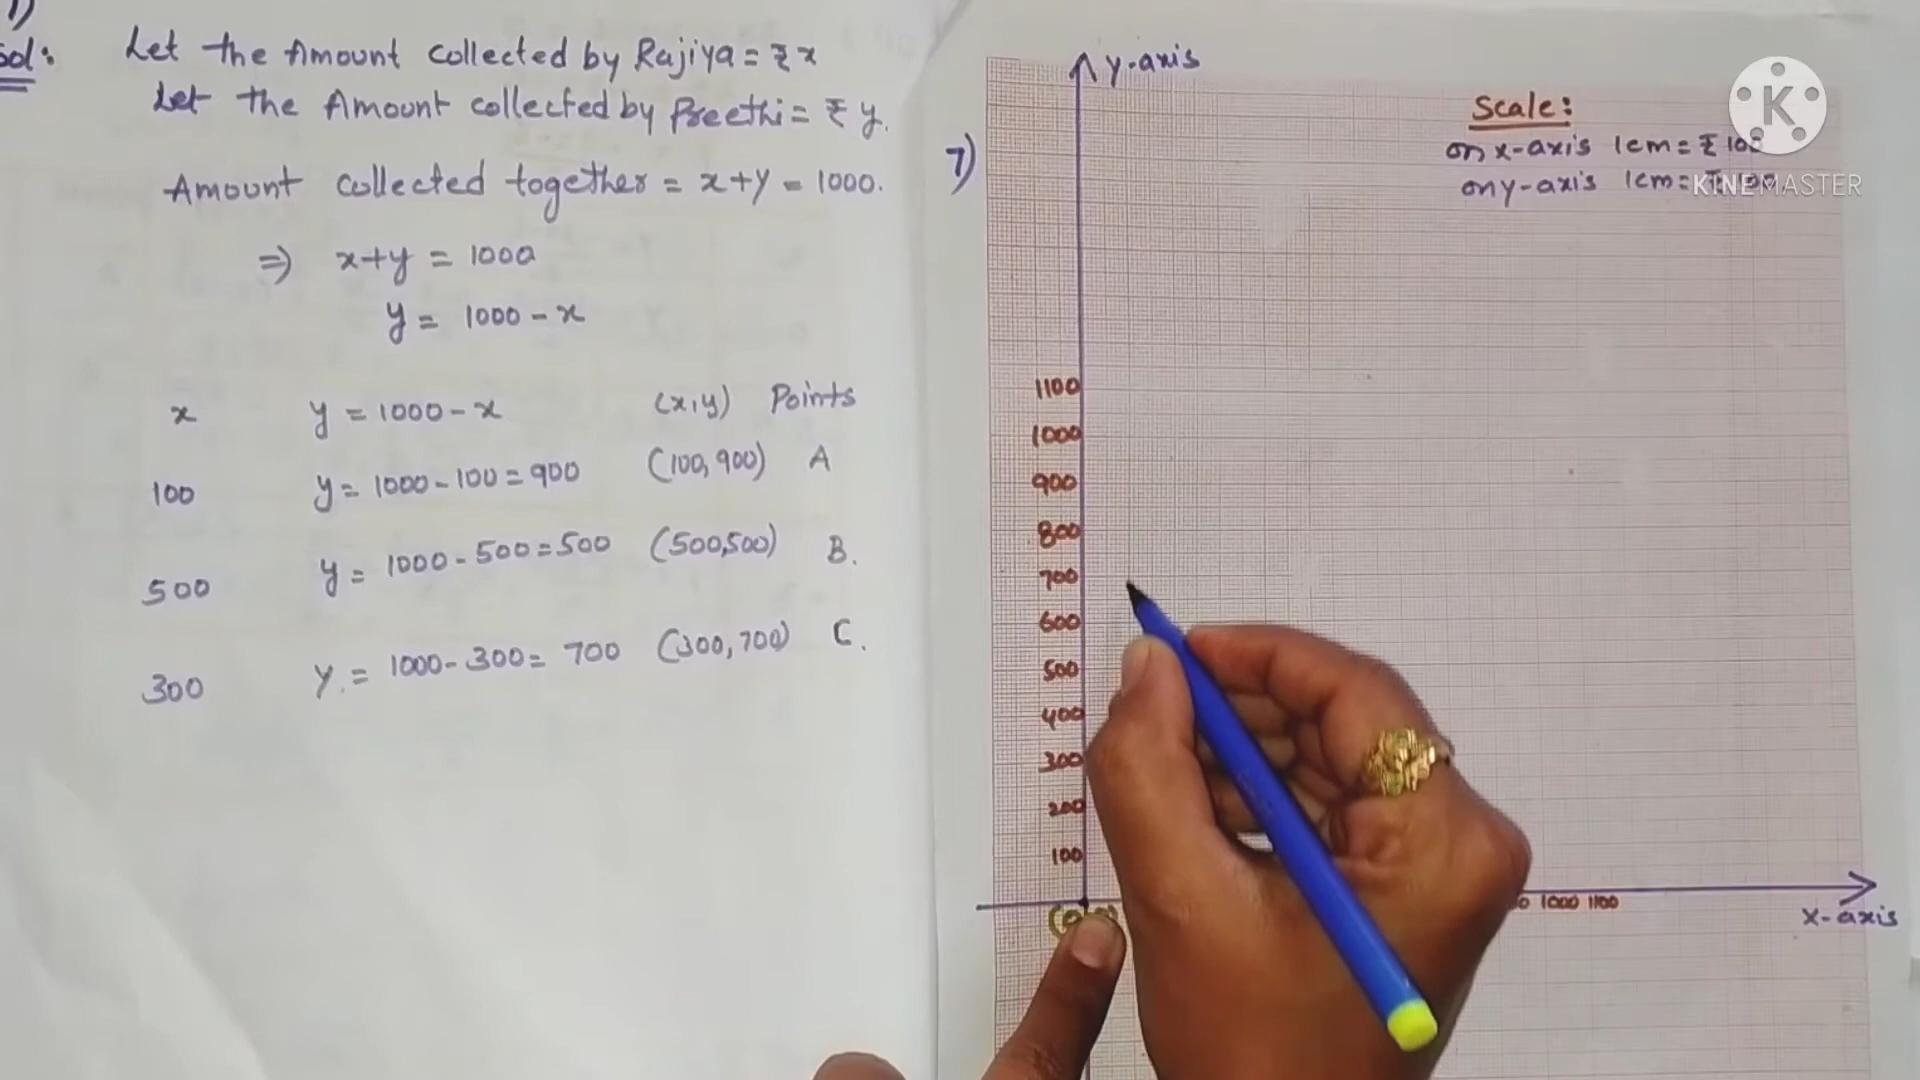 1)
Sol:
Let the Amount collected by Rajiya = ₹ x
Let the Amount collected by Preethi = ₹ y.
Amount collected together = x+y = 1000.
⇒ x+y = 1000
y = 1000 - x
x y = 1000 - x (x,y) Points
100 y = 1000 - 100 = 900 (100, 900) A
500 y = 1000 - 500 = 500 (500,500) B.
300 y. = 1000 - 300 = 700 (300, 700) C.
7)
y-axis
Scale:
on x-axis 1cm = ₹ 100
on y-axis 1cm = ₹ 100
K
KINEMASTER
1100
1000
900
800
700
600
500
400
300
200
100
1000 1100
x-axis